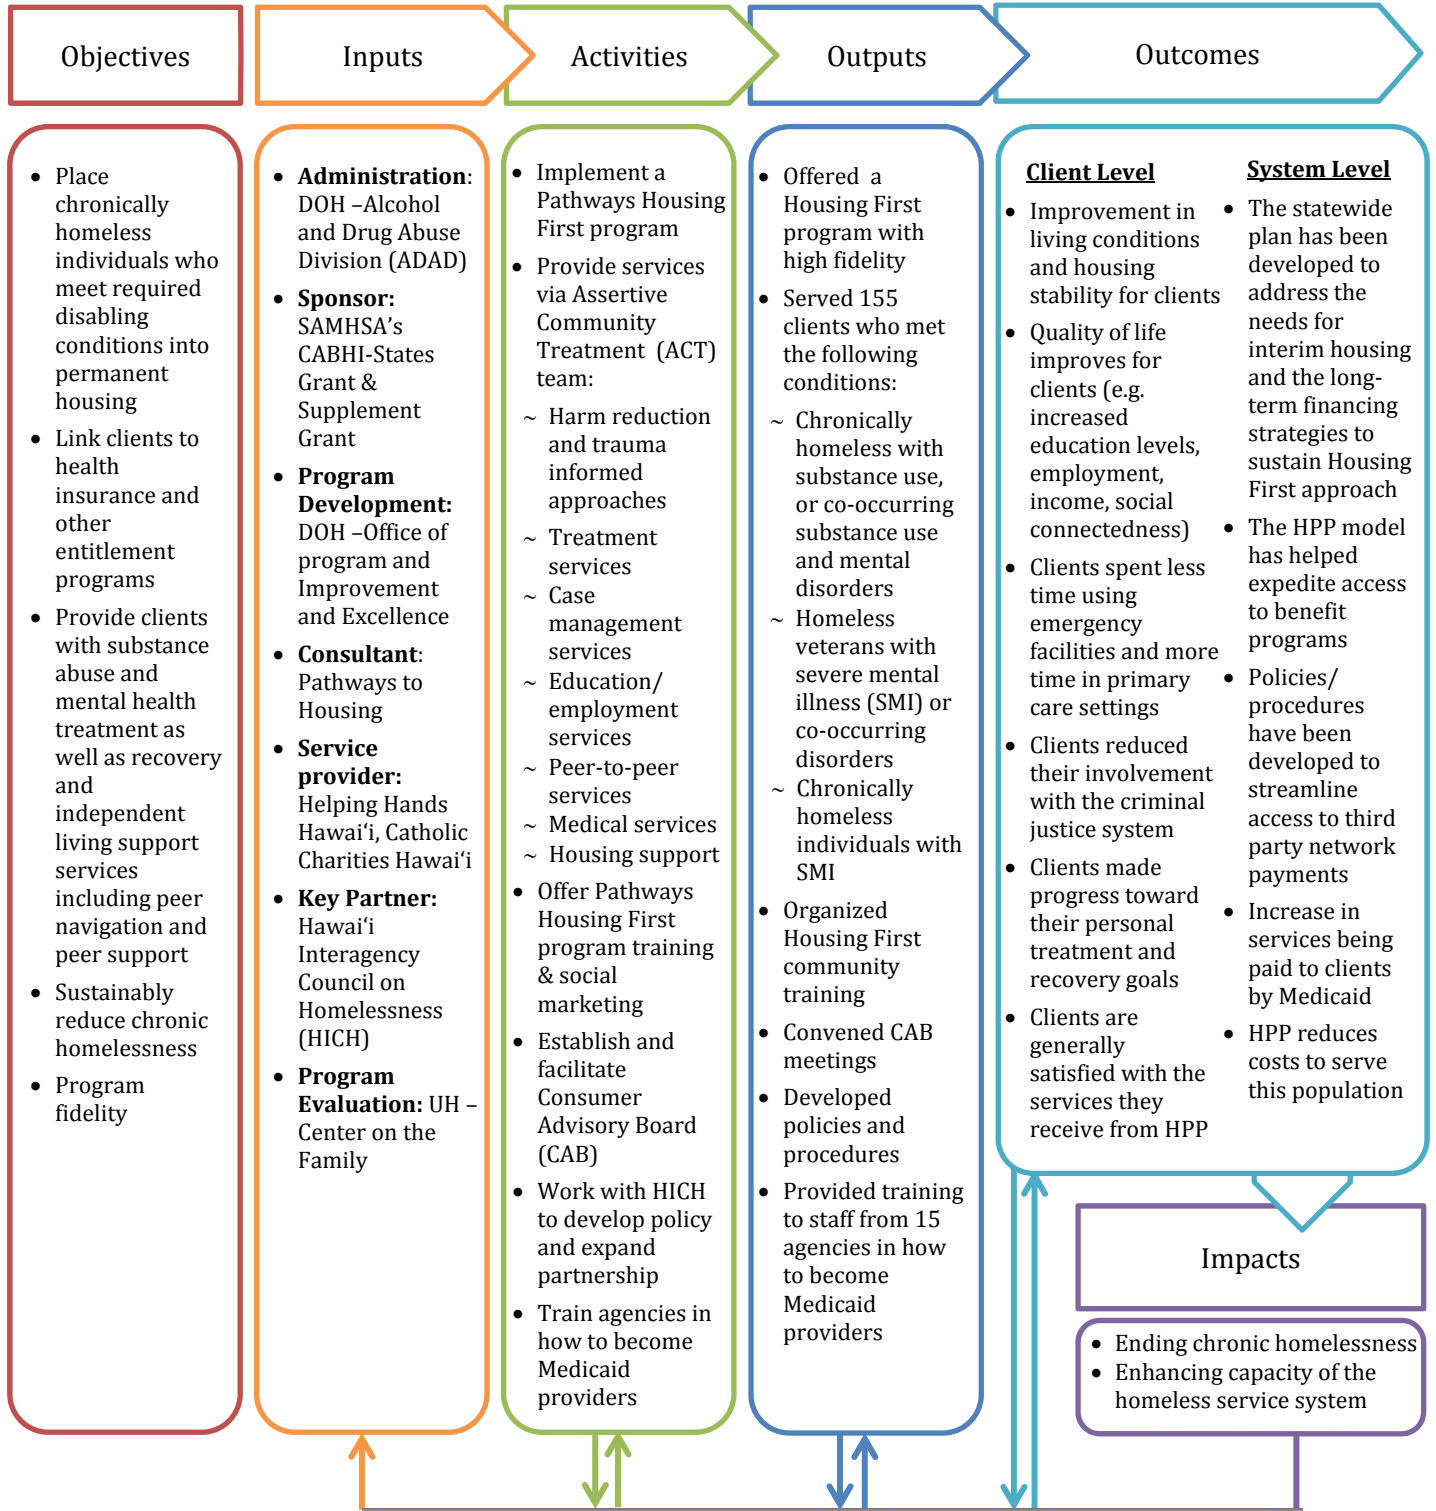 Objectives
Inputs
Activities
Outputs
Outcomes
• Place
chronically
homeless
individuals who
meet required
disabling
conditions into
permanent
housing
• Link clients to
health
insurance and
other
entitlement
programs
• Provide clients
with substance
abuse and
mental health
treatment as
well as recovery
and
independent
living support
services
including peer
navigation and
peer support
• Sustainably
reduce chronic
homelessness
• Program
fidelity
• Administration:
DOH –Alcohol
and Drug Abuse
Division (ADAD)
• Sponsor:
SAMHSA's
CABHI-States
Grant &
Supplement
Grant
• Program
Development:
DOH –Office of
program and
Improvement
and Excellence
• Consultant:
Pathways to
Housing
• Service
provider:
Helping Hands
Hawai‘i, Catholic
Charities Hawai‘i
• Key Partner:
Hawai‘i
Interagency
Council on
Homelessness
(HICH)
• Program
Evaluation: UH –
Center on the
Family
• Implement a
Pathways Housing
First program
• Provide services
via Assertive
Community
Treatment (ACT)
team:
~ Harm reduction
and trauma
informed
approaches
~ Treatment
services
~ Case
management
services
~ Education/
employment
services
~ Peer-to-peer
services
~ Medical services
~ Housing support
• Offer Pathways
Housing First
program training
& social
marketing
• Establish and
facilitate
Consumer
Advisory Board
(CAB)
• Work with HICH
to develop policy
and expand
partnership
• Train agencies in
how to become
Medicaid
providers
• Offered a
Housing First
program with
high fidelity
• Served 155
clients who met
the following
conditions:
~ Chronically
homeless with
substance use,
or co-occurring
substance use
and mental
disorders
~ Homeless
veterans with
severe mental
illness (SMI) or
co-occurring
disorders
~ Chronically
homeless
individuals with
SMI
• Organized
Housing First
community
training
• Convened CAB
meetings
• Developed
policies and
procedures
• Provided training
to staff from 15
agencies in how
to become
Medicaid
providers
Client Level
• Improvement in
living conditions
and housing
stability for clients
• Quality of life
improves for
clients (e.g.
increased
education levels,
employment,
income, social
connectedness)
• Clients spent less
time using
emergency
facilities and more
time in primary
care settings
• Clients reduced
their involvement
with the criminal
justice system
• Clients made
progress toward
their personal
treatment and
recovery goals
• Clients are
generally
satisfied with the
services they
receive from HPP
System Level
• The statewide
plan has been
developed to
address the
needs for
interim housing
and the long-
term financing
strategies to
sustain Housing
First approach
• The HPP model
has helped
expedite access
to benefit
programs
• Policies/
procedures
have been
developed to
streamline
access to third
party network
payments
• Increase in
services being
paid to clients
by Medicaid
• HPP reduces
costs to serve
this population
Impacts
• Ending chronic homelessness
• Enhancing capacity of the
homeless service system